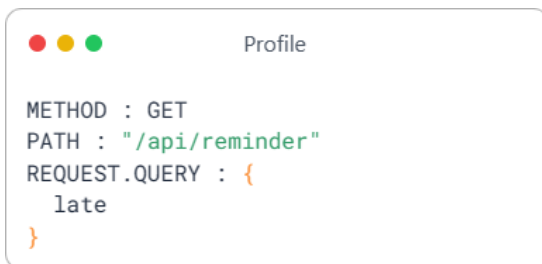 Profile
METHOD : GET
PATH : "/api/reminder"
REQUEST.QUERY : {
late
}